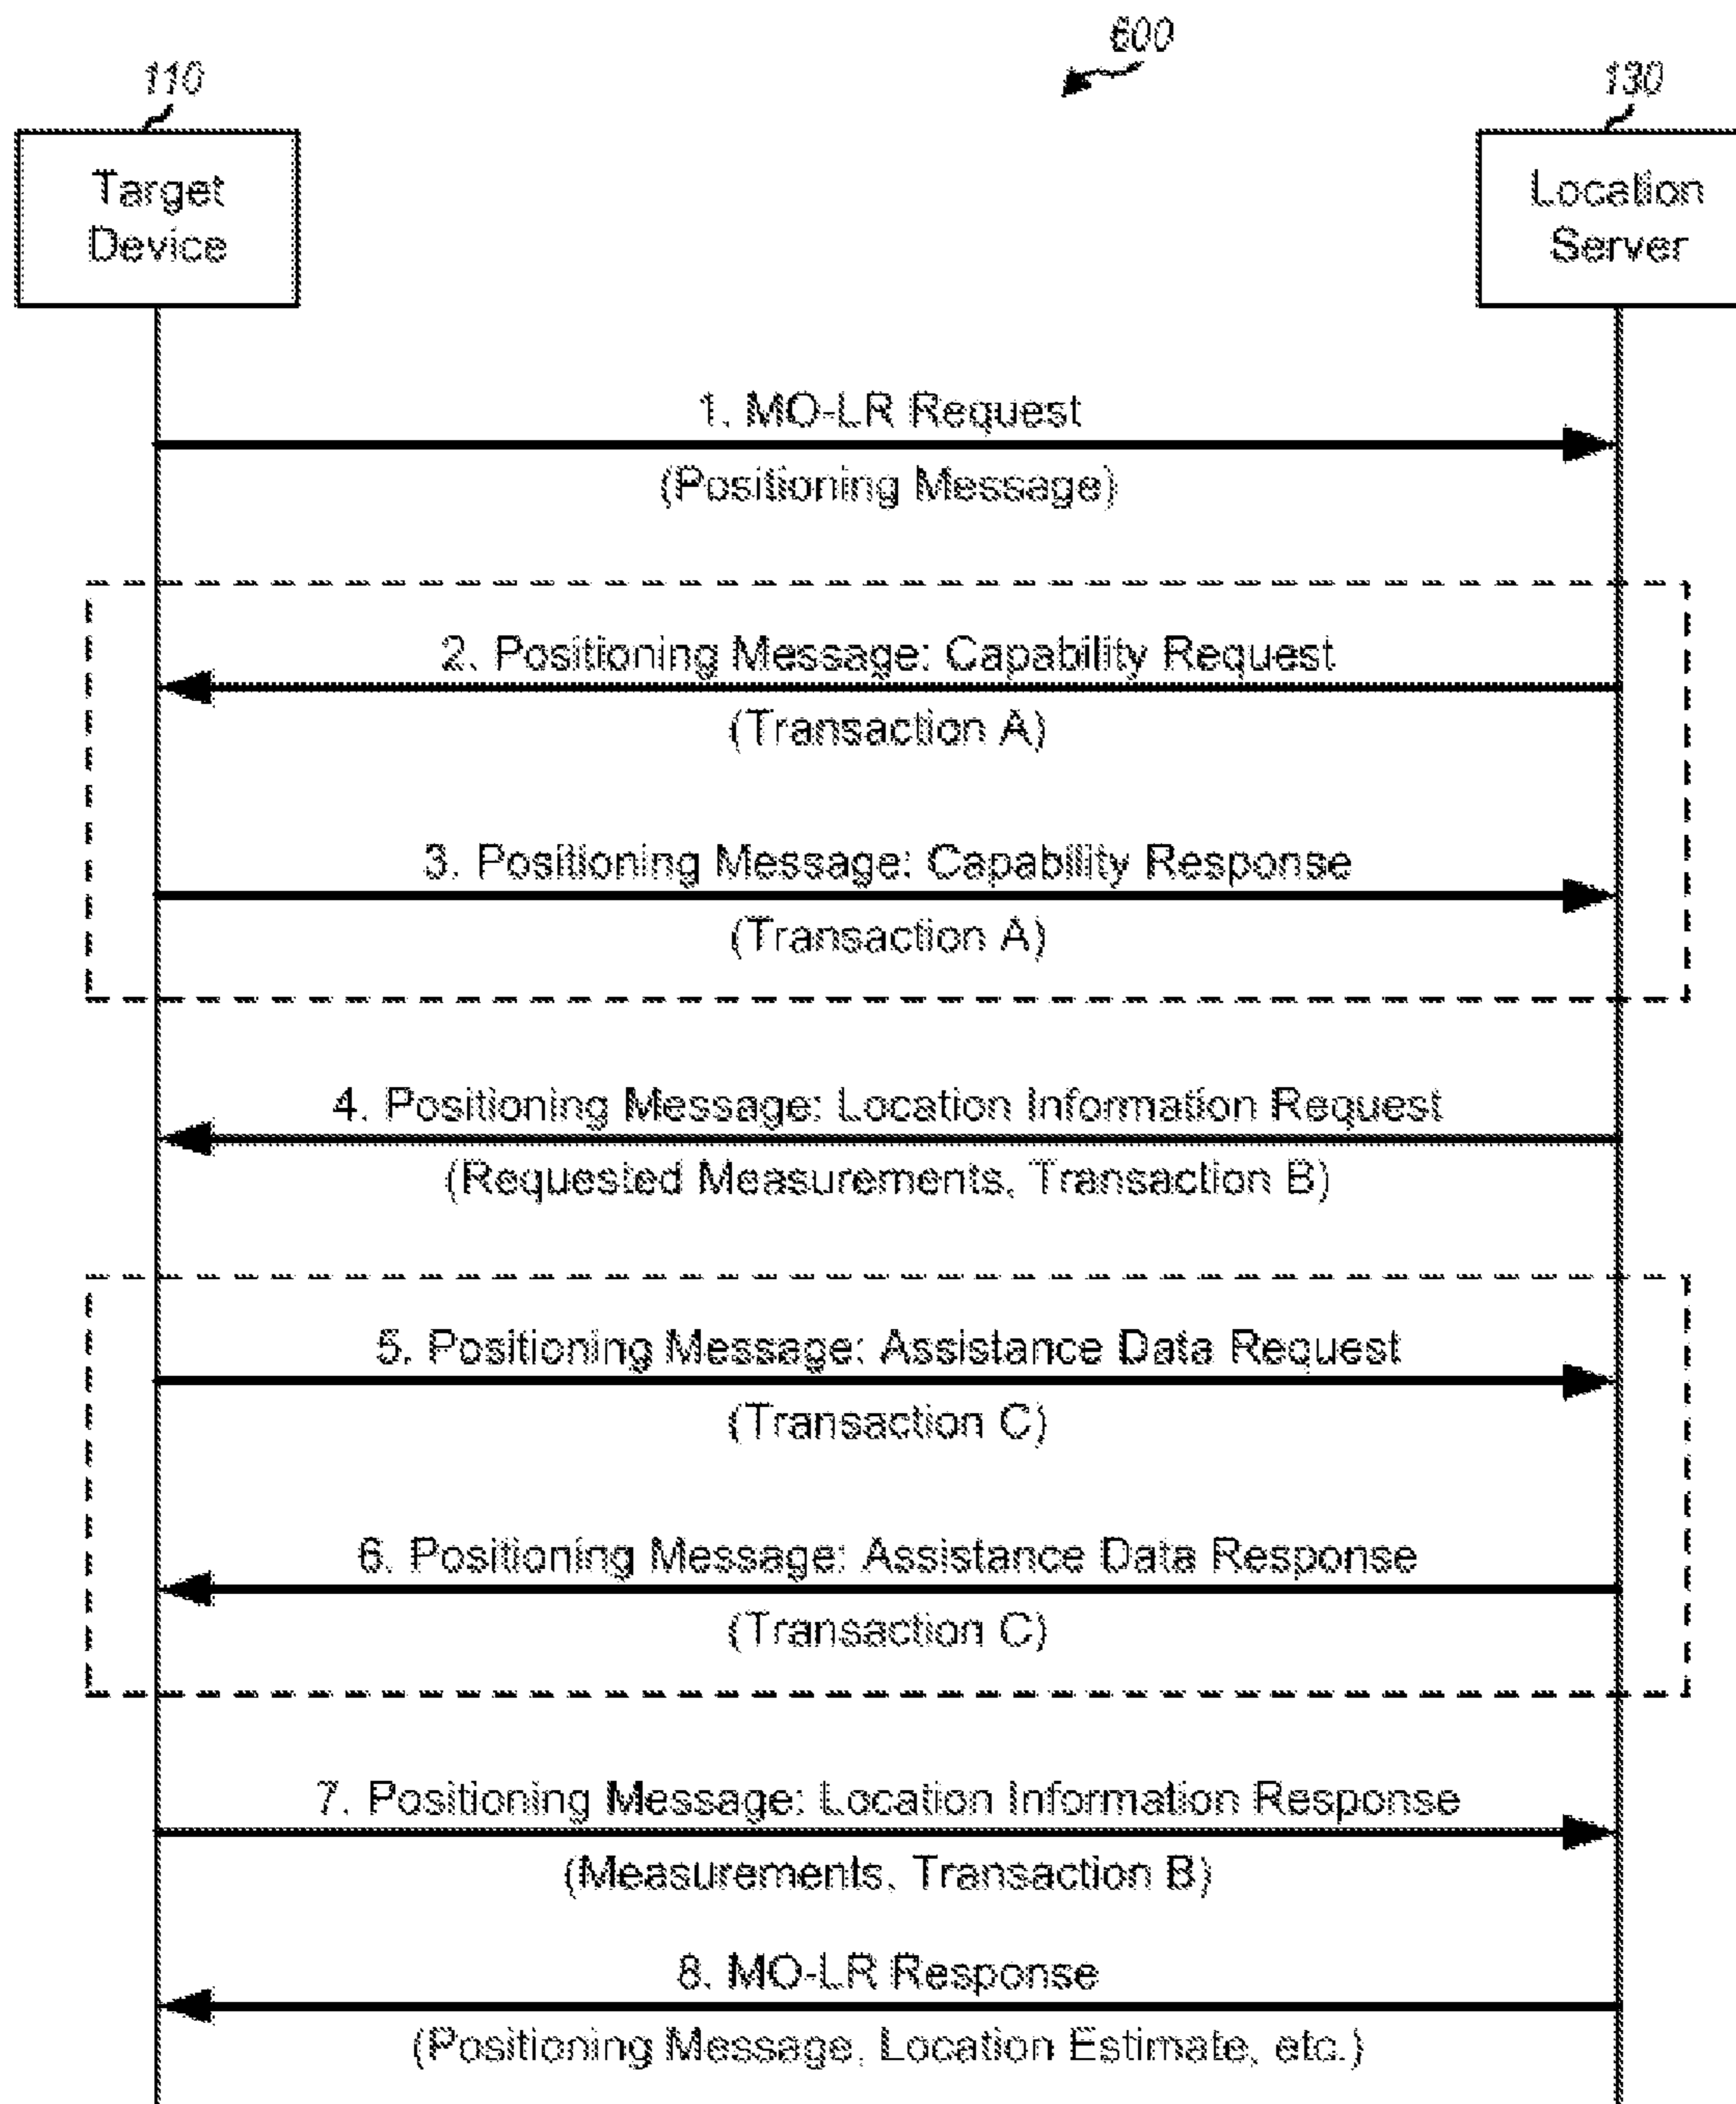 600
110
130
Target
Device
Location
Server
1. MO-LR Request
(Positioning Message)
2. Positioning Message: Capability Request
(Transaction A)
3. Positioning Message: Capability Response
(Transaction A)
4. Positioning Message: Location Information Request
(Requested Measurements, Transaction B)
5. Positioning Message: Assistance Data Request
(Transaction C)
6. Positioning Message: Assistance Data Response
(Transaction C)
7. Positioning Message: Location Information Response
(Measurements, Transaction B)
8. MO-LR Response
(Positioning Message, Location Estimate, etc.)